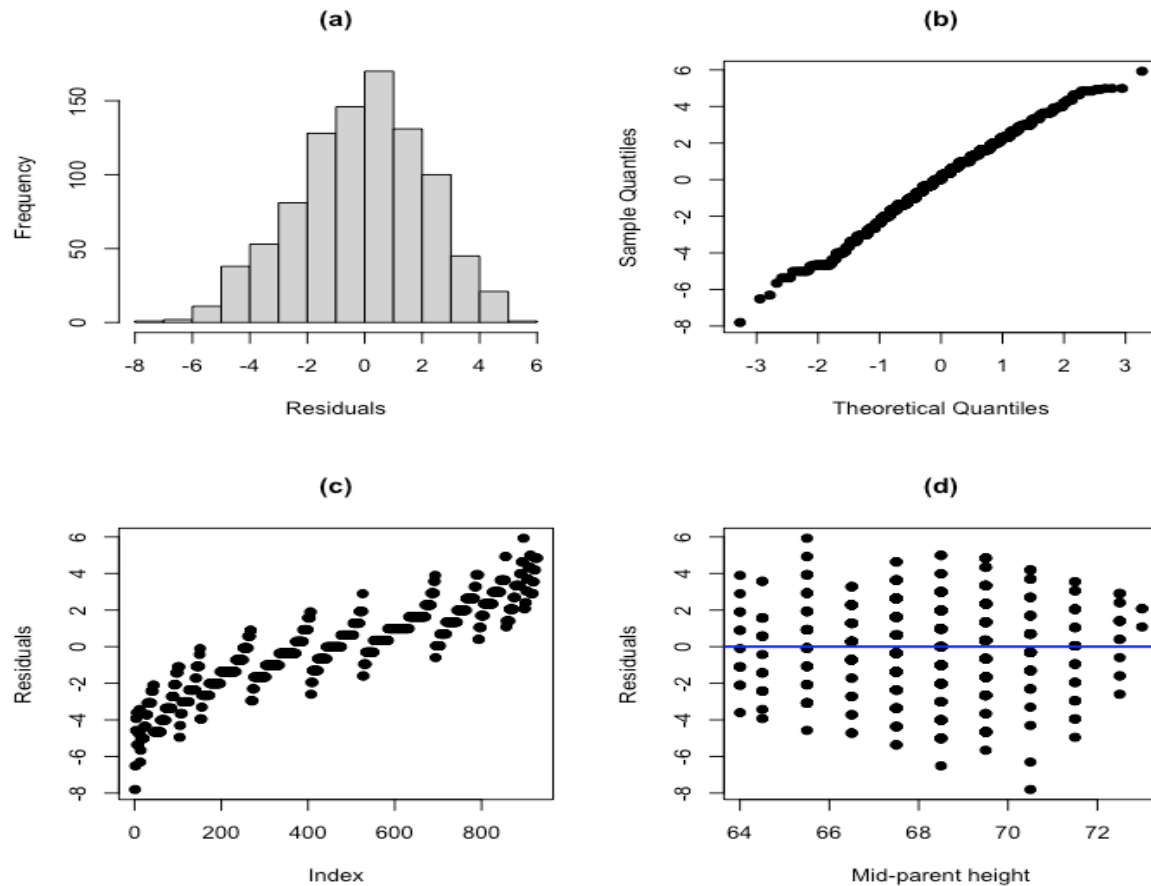 (a)
Frequency
0 50 100 150
-8 -6 -4 -2 0 2 4 6
Residuals
(b)
Sample Quantiles
-8 -6 -4 -2 0 2 4 6
-3 -2 -1 0 1 2 3
Theoretical Quantiles
(c)
Residuals
-8 -6 -4 -2 0 2 4 6
0 200 400 600 800
Index
(d)
Residuals
-8 -6 -4 -2 0 2 4 6
64 66 68 70 72
Mid-parent height